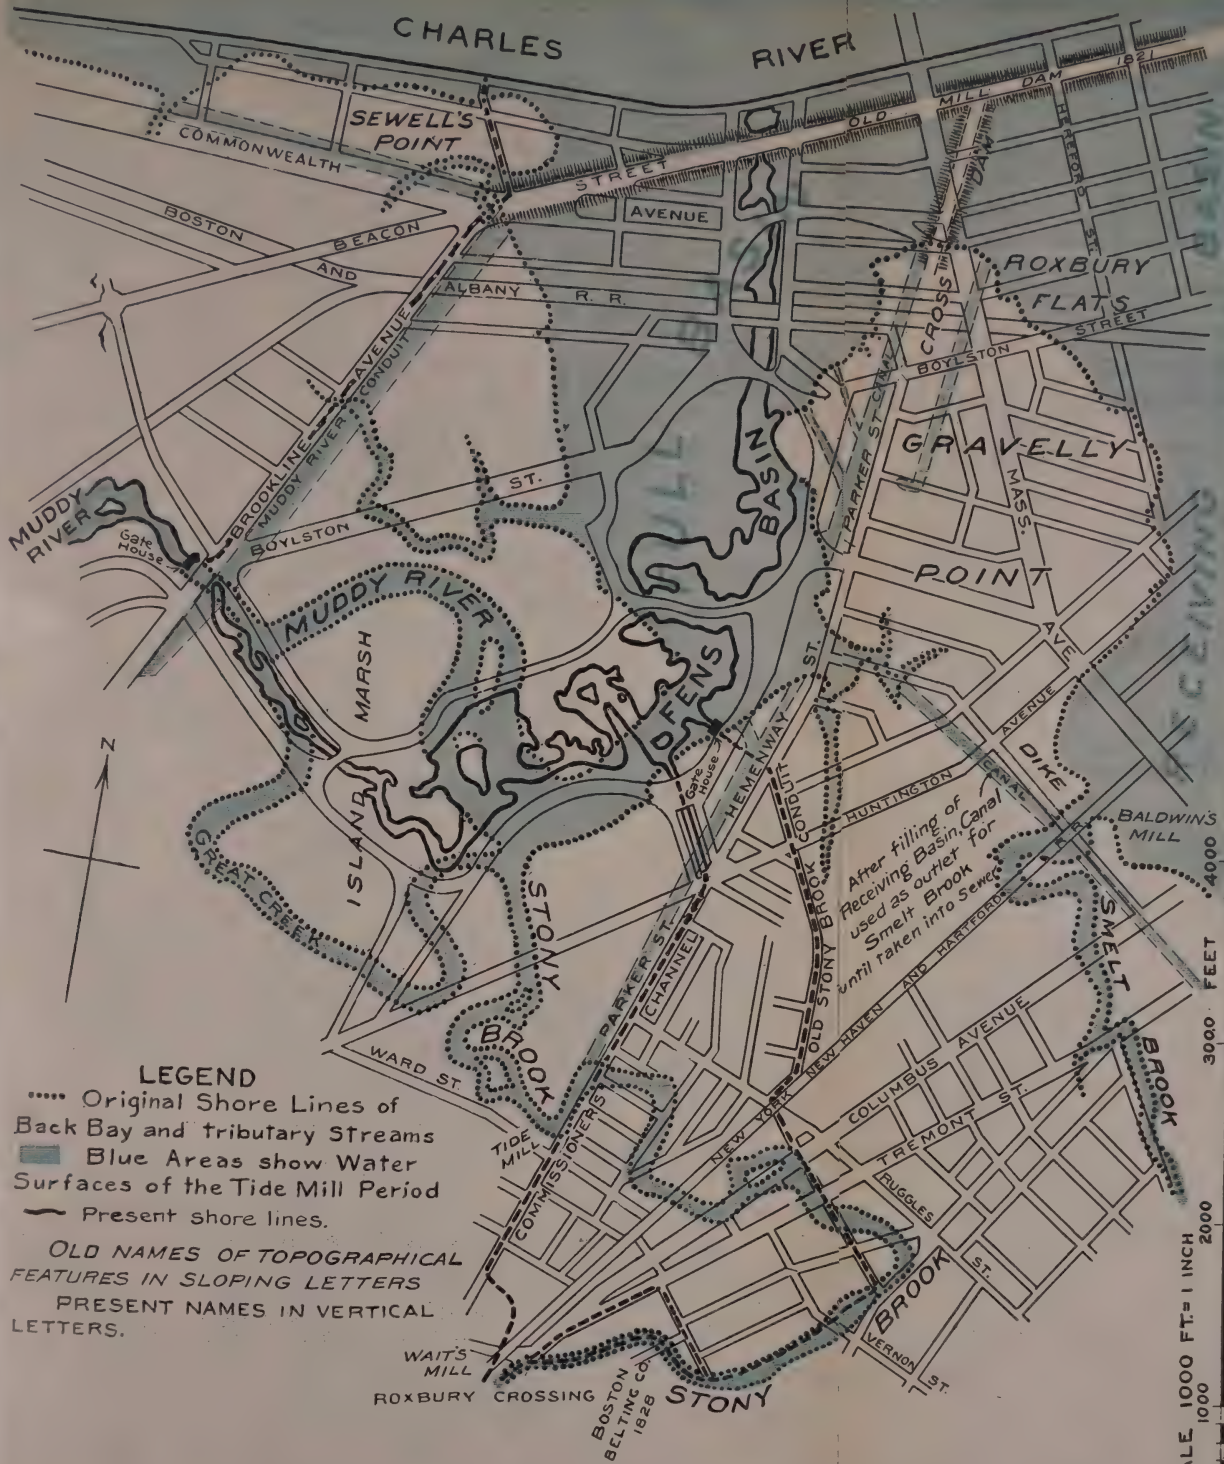 CHARLES RIVER
OLD MILL DAM 1821
SEWELL'S
POINT
COMMONWEALTH
STREET
AVENUE
DAM
HEREFORD ST.
BOSTON
AND
ALBANY R. R.
BEACON
ROXBURY
FLATS
STREET
BOYLSTON
CROSS
BASIN
FULL
BASIN
PARKER ST CANAL
GRAVELLY
POINT
MASS.
AVE
RECEIVING
BROOKLINE AVENUE
MUDDY RIVER CONDUIT
BOYLSTON ST.
MUDDY
RIVER
Gate
House
MUDDY RIVER
MARSH
ISLAND
FENS
Gate
House
HEMENWAY ST.
AVENUE
HUNTINGTON
DIKE
CANAL
BALDWIN'S
MILL
N
GREAT CREEK
STONY
BROOK
PARKER ST.
CHANNEL
COMMISSIONERS
OLD STONY BROOK CONDUIT
After filling of
Receiving Basin, Canal
used as outlet for
Smelt Brook
until taken into Sewer
NEW YORK NEW HAVEN AND HARTFORD R R
SMELT
BROOK
COLUMBUS AVENUE
TREMONT ST.
RUGGLES
ST.
WARD ST.
TIDE
MILL
BROOK
VERNON
ST.
STONY
WAIT'S
MILL
ROXBURY CROSSING
BOSTON
BELTING CO.
1828
LEGEND
Original Shore Lines of
Back Bay and tributary Streams
Blue Areas show Water
Surfaces of the Tide Mill Period
Present shore lines.
OLD NAMES OF TOPOGRAPHICAL
FEATURES IN SLOPING LETTERS
PRESENT NAMES IN VERTICAL
LETTERS.
1000 FT.= 1 INCH
1000 2000 3000 FEET 4000